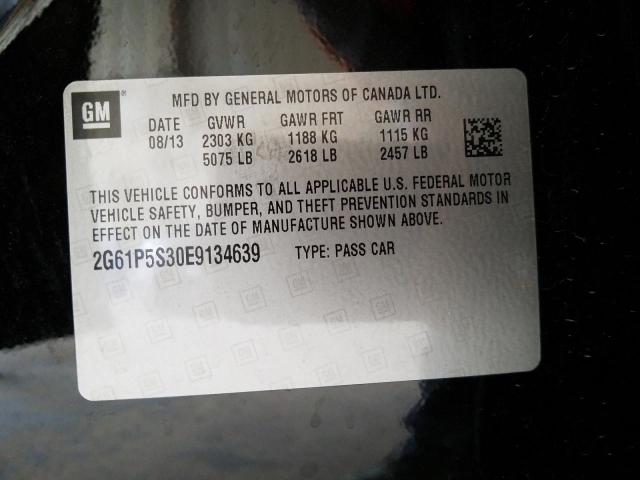 GM®
MFD BY GENERAL MOTORS OF CANADA LTD.
DATE GVWR GAWR FRT GAWR RR
08/13 2303 KG 1188 KG 1115 KG
5075 LB 2618 LB 2457 LB
THIS VEHICLE CONFORMS TO ALL APPLICABLE U.S. FEDERAL MOTOR
VEHICLE SAFETY, BUMPER, AND THEFT PREVENTION STANDARDS IN
EFFECT ON THE DATE OF MANUFACTURE SHOWN ABOVE.
2G61P5S30E9134639 TYPE: PASS CAR